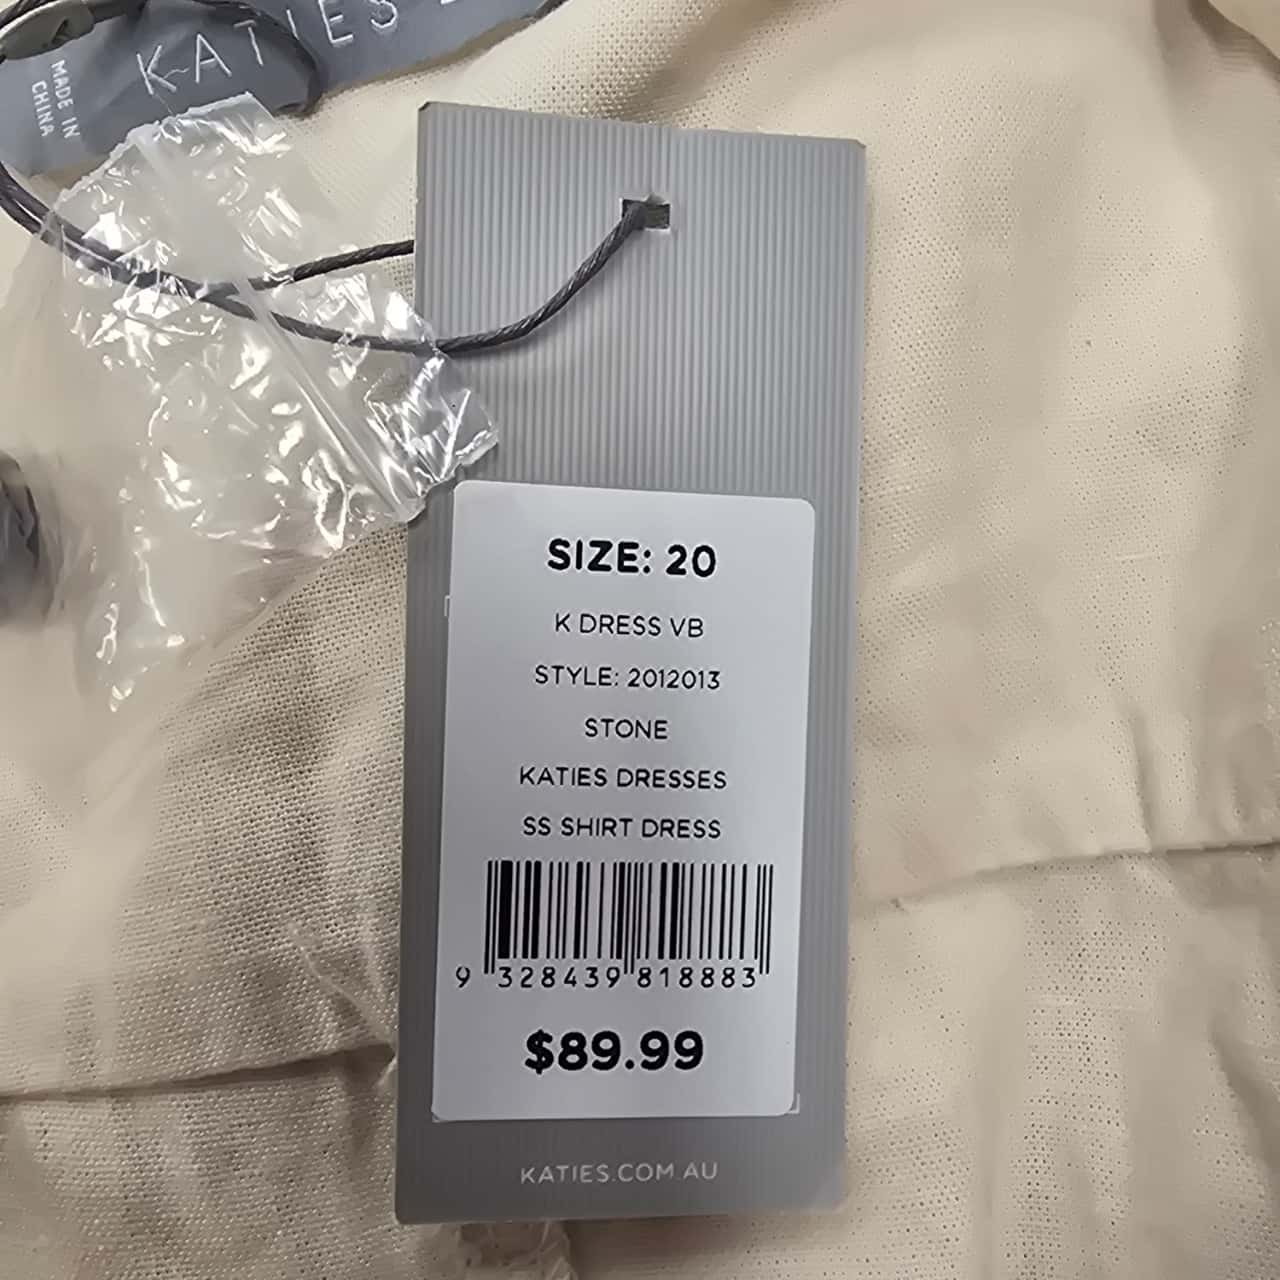 KATIES
MADE IN
CHINA
SIZE: 20
K DRESS VB
STYLE: 2012013
STONE
KATIES DRESSES
SS SHIRT DRESS
9 328439 818883
$89.99
KATIES.COM.AU